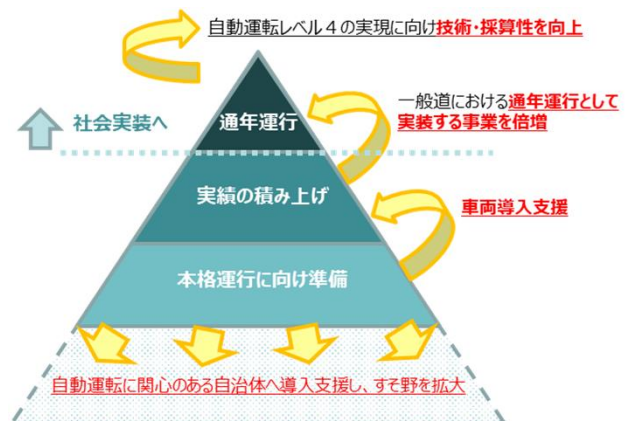 自動運転レベル４の実現に向け技術・採算性を向上
社会実装へ
通年運行
一般道における通年運行として
実装する事業を倍増
実績の積み上げ
車両導入支援
本格運行に向け準備
自動運転に関心のある自治体へ導入支援し、すそ野を拡大